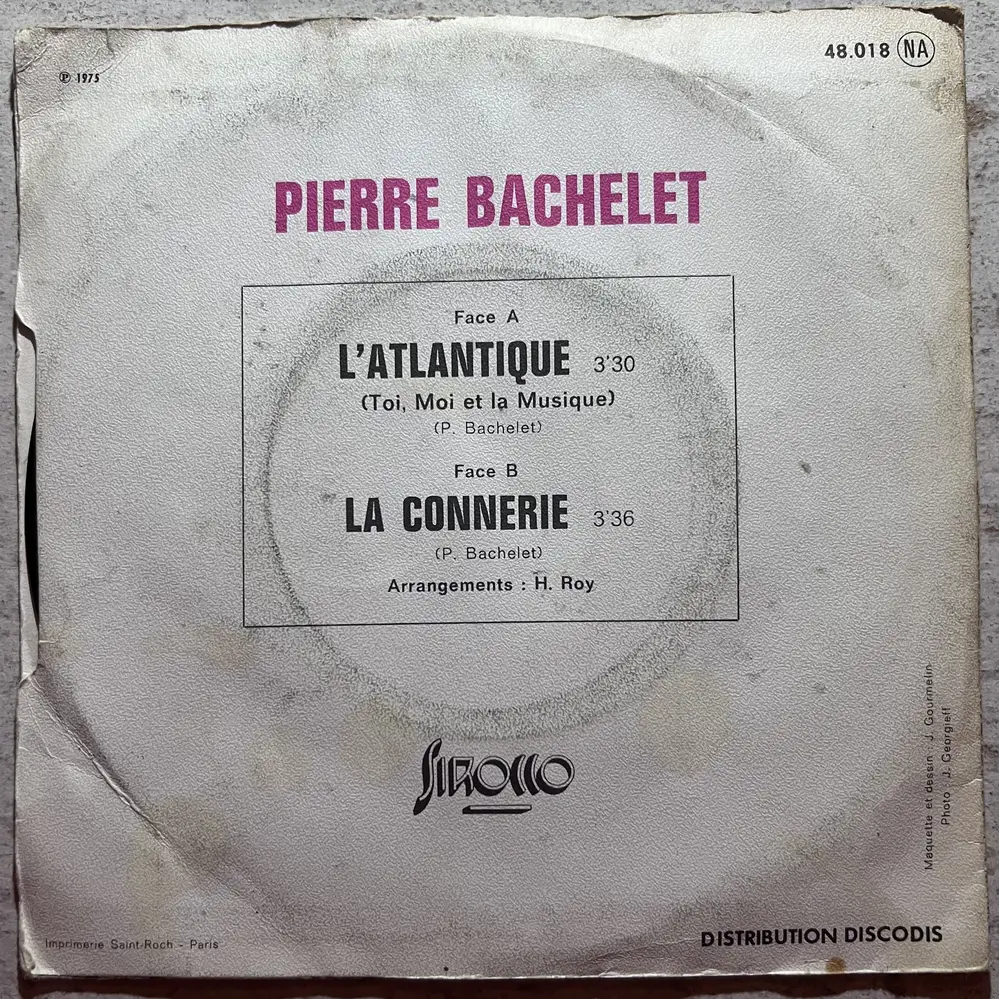 ℗ 1975
48.018 NA
PIERRE BACHELET
Face A
L'ATLANTIQUE 3'30
(Toi, Moi et la Musique)
(P. Bachelet)
Face B
LA CONNERIE 3'36
(P. Bachelet)
Arrangements : H. Roy
SIROCCO
Maquette et dessin : J. Gourmelin
Photo : J. Georgieff
Imprimerie Saint-Roch - Paris
DISTRIBUTION DISCODIS